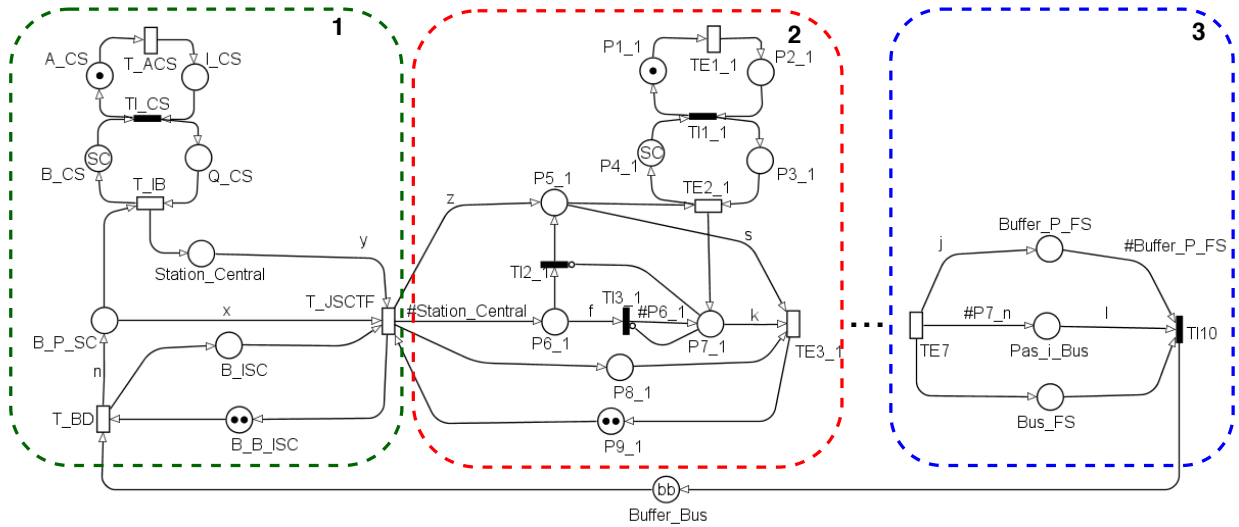 1
2
3
A_CS
T_ACS
I_CS
TI_CS
SC
B_CS
Q_CS
T_IB
Station_Central
y
T_JSCTF
x
B_P_SC
B_ISC
n
T_BD
B_B_ISC
P1_1
TE1_1
P2_1
TI1_1
SC
P4_1
P3_1
TE2_1
P5_1
z
s
TI2_1
#Station_Central
P6_1
f
TI3_1
#P6_1
P7_1
k
TE3_1
P8_1
P9_1
Buffer_P_FS
j
#Buffer_P_FS
#P7_n
l
TE7
Pas_i_Bus
TI10
Bus_FS
bb
Buffer_Bus